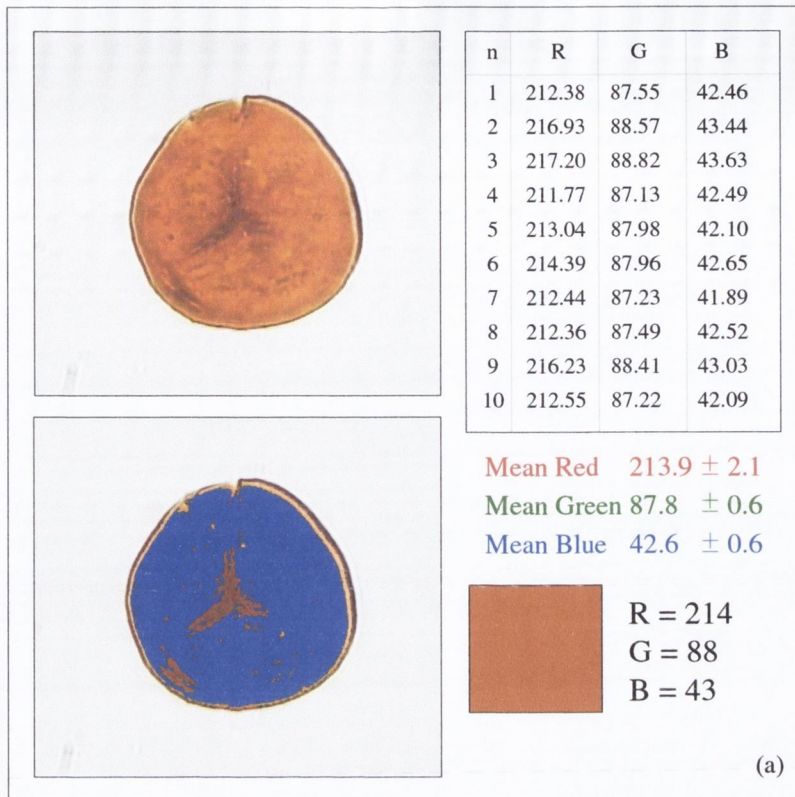 n R G B
1 212.38 87.55 42.46
2 216.93 88.57 43.44
3 217.20 88.82 43.63
4 211.77 87.13 42.49
5 213.04 87.98 42.10
6 214.39 87.96 42.65
7 212.44 87.23 41.89
8 212.36 87.49 42.52
9 216.23 88.41 43.03
10 212.55 87.22 42.09
Mean Red 213.9 ± 2.1
Mean Green 87.8 ± 0.6
Mean Blue 42.6 ± 0.6
R = 214
G = 88
B = 43
(a)